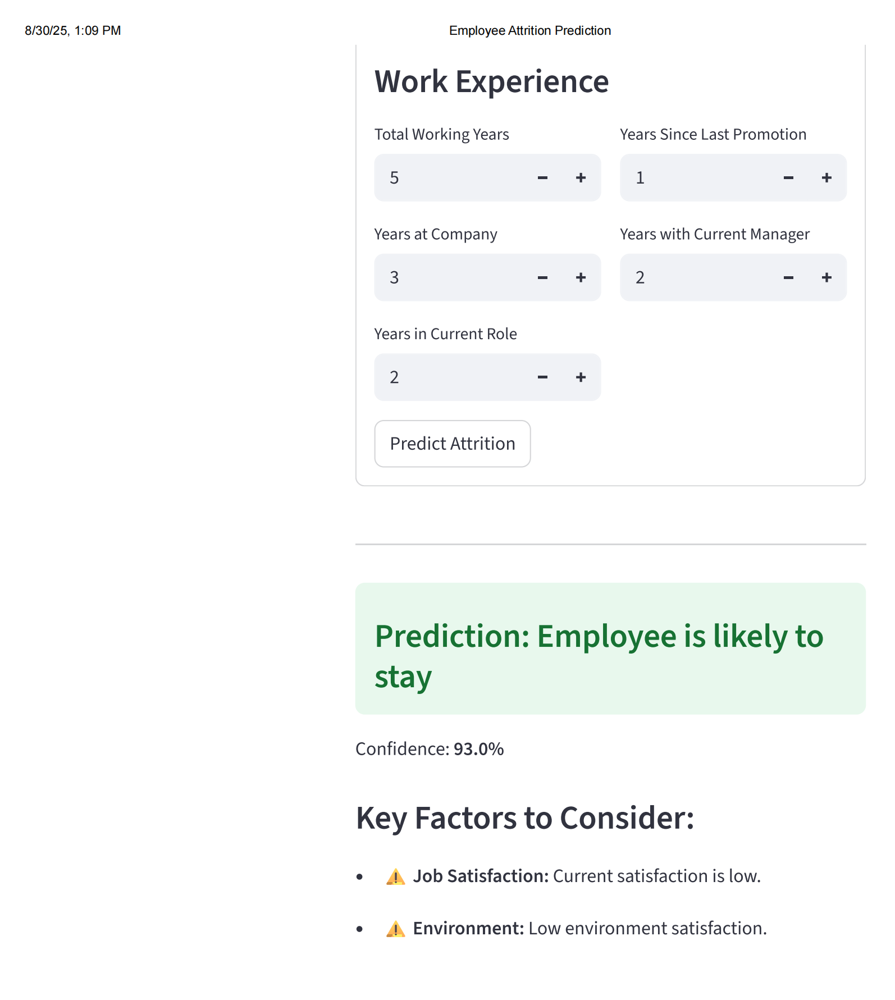 8/30/25, 1:09 PM
Employee Attrition Prediction
Work Experience
Total Working Years
Years Since Last Promotion
5 − +
1 − +
Years at Company
Years with Current Manager
3 − +
2 − +
Years in Current Role
2 − +
Predict Attrition
Prediction: Employee is likely to
stay
Confidence: 93.0%
Key Factors to Consider:
• ⚠️ Job Satisfaction: Current satisfaction is low.
• ⚠️ Environment: Low environment satisfaction.